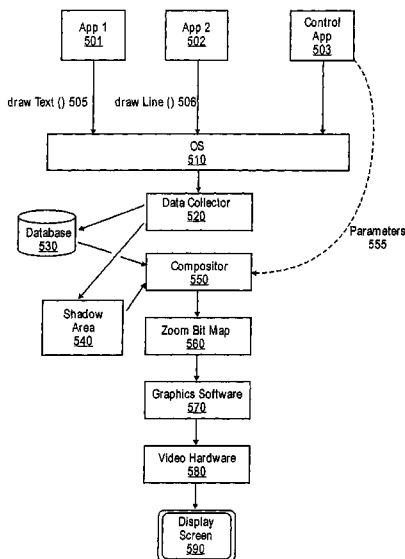 App 1
501
App 2
502
Control
App
503
draw Text () 505
draw Line () 506
OS
510
Data Collector
520
Database
530
Parameters
555
Compositor
550
Shadow
Area
540
Zoom Bit Map
560
Graphics Software
570
Video Hardware
580
Display
Screen
590